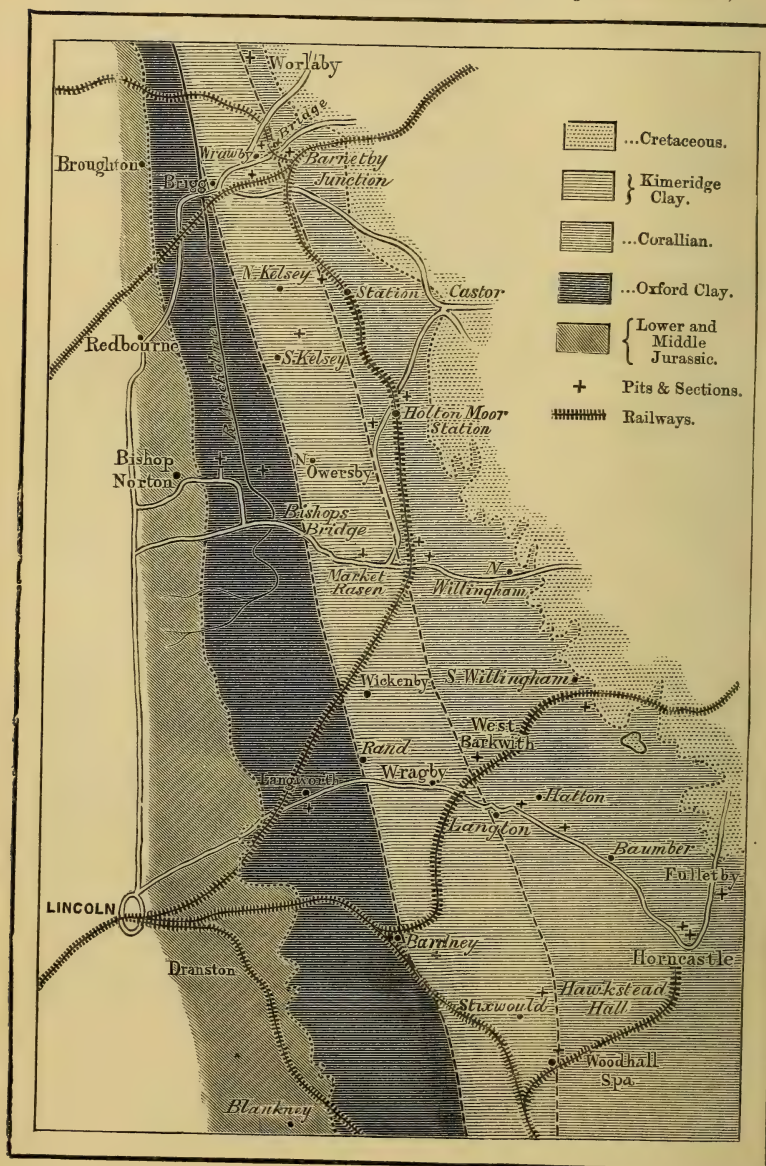 Worlaby
Bridge
Wrawby
Barnetby
Junction
Broughton
Brigg
N. Kelsey
Station
Castor
Redbourne
S. Kelsey
Holton Moor
Station
Bishop
Norton
N.
Owersby
Bishops
Bridge
Market
Rasen
N.
Willingham
Wickenby
S. Willingham
West
Barkwith
Rand
Langworth
Wragby
Hatton
Langton
Baumber
Fulletby
LINCOLN
Bardney
Horncastle
Dranston
Hawkstead
Hall
Stixwould
Woodhall
Spa
Blankney
...Cretaceous.
Kimeridge
Clay.
...Corallian.
...Oxford Clay.
Lower and
Middle
Jurassic.
+ Pits & Sections.
Railways.